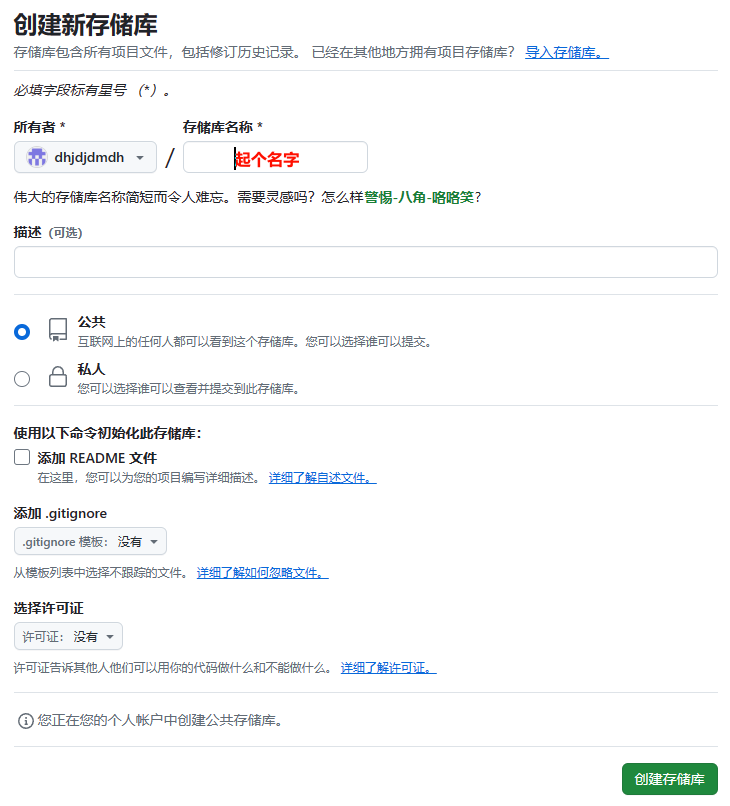 创建新存储库
存储库包含所有项目文件，包括修订历史记录。 已经在其他地方拥有项目存储库？ 导入存储库。
必填字段标有星号 （*）。
所有者 * 存储库名称 *
dhjdjdmdh / 起个名字
伟大的存储库名称简短而令人难忘。需要灵感吗？怎么样警惕-八角-咯咯笑?
描述 (可选)
公共
互联网上的任何人都可以看到这个存储库。您可以选择谁可以提交。
私人
您可以选择谁可以查看并提交到此存储库。
使用以下命令初始化此存储库：
添加 README 文件
在这里，您可以为您的项目编写详细描述。 详细了解自述文件。
添加 .gitignore
.gitignore 模板： 没有
从模板列表中选择不跟踪的文件。 详细了解如何忽略文件。
选择许可证
许可证： 没有
许可证告诉其他人他们可以用你的代码做什么和不能做什么。 详细了解许可证。
您正在您的个人帐户中创建公共存储库。
创建存储库